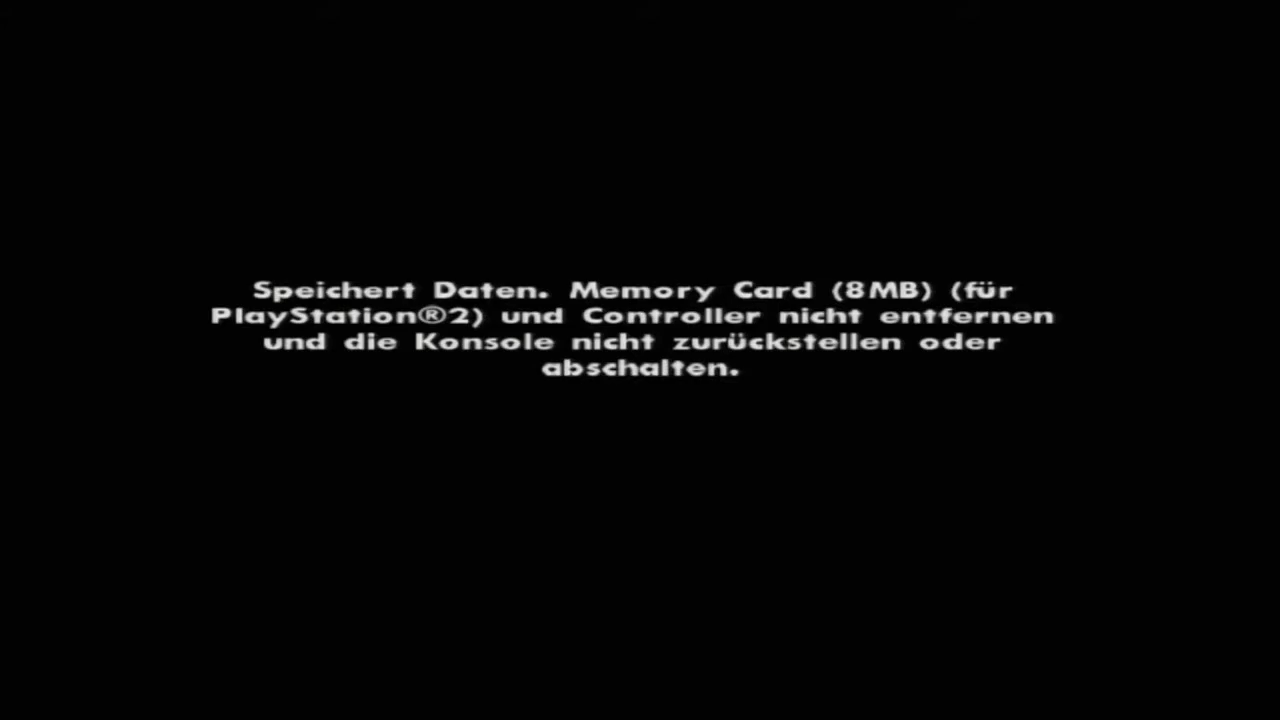 Speichert Daten. Memory Card (8MB) (für
PlayStation®2) und Controller nicht entfernen
und die Konsole nicht zurückstellen oder
abschalten.